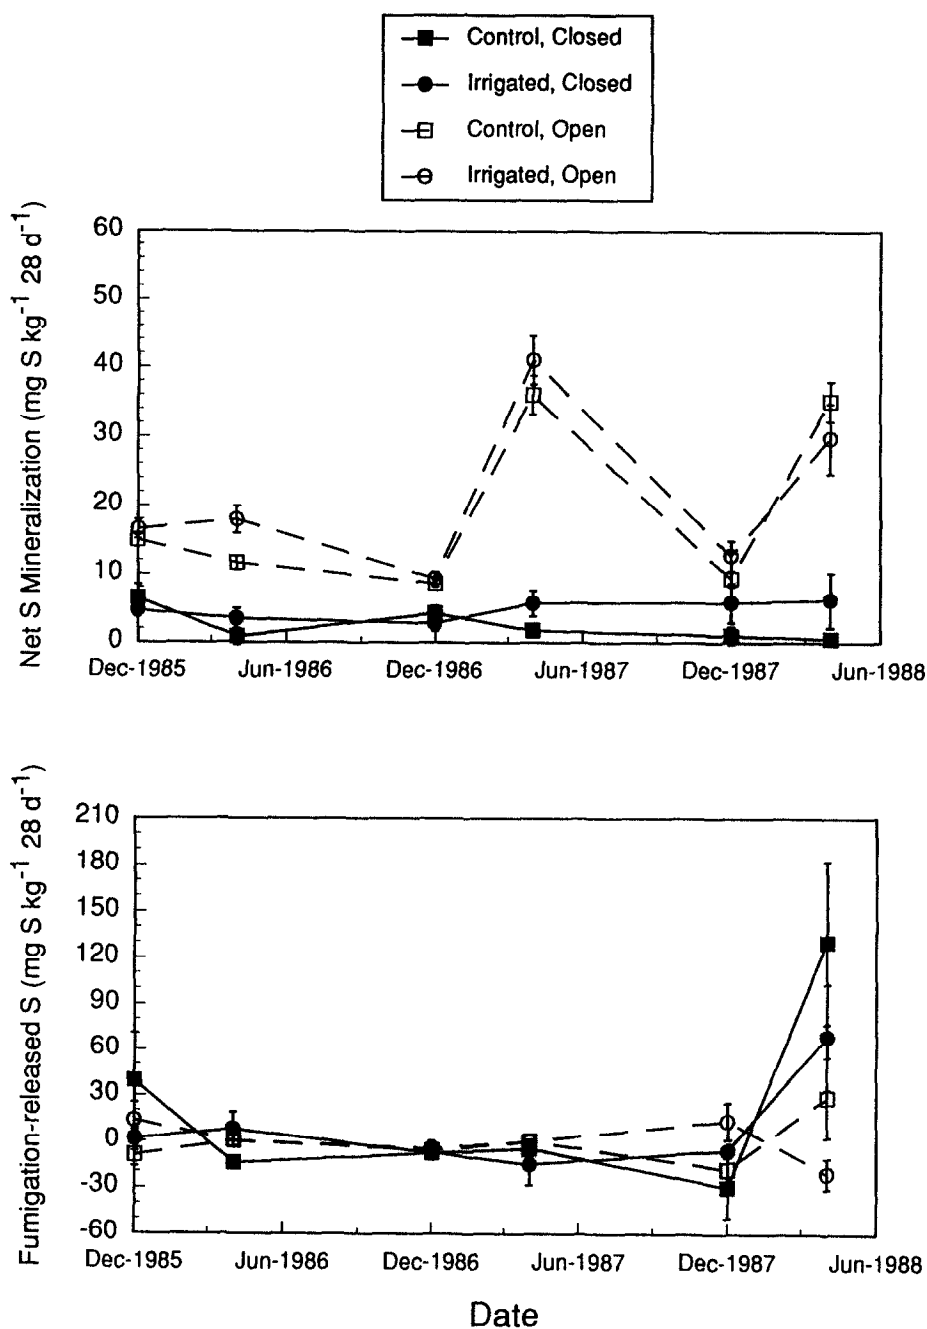 Control, Closed
Irrigated, Closed
Control, Open
Irrigated, Open
Net S Mineralization (mg S kg⁻¹ 28 d⁻¹)
60
50
40
30
20
10
0
Dec-1985 Jun-1986 Dec-1986 Jun-1987 Dec-1987 Jun-1988
Fumigation-released S (mg S kg⁻¹ 28 d⁻¹)
210
180
150
120
90
60
30
0
-30
-60
Dec-1985 Jun-1986 Dec-1986 Jun-1987 Dec-1987 Jun-1988
Date